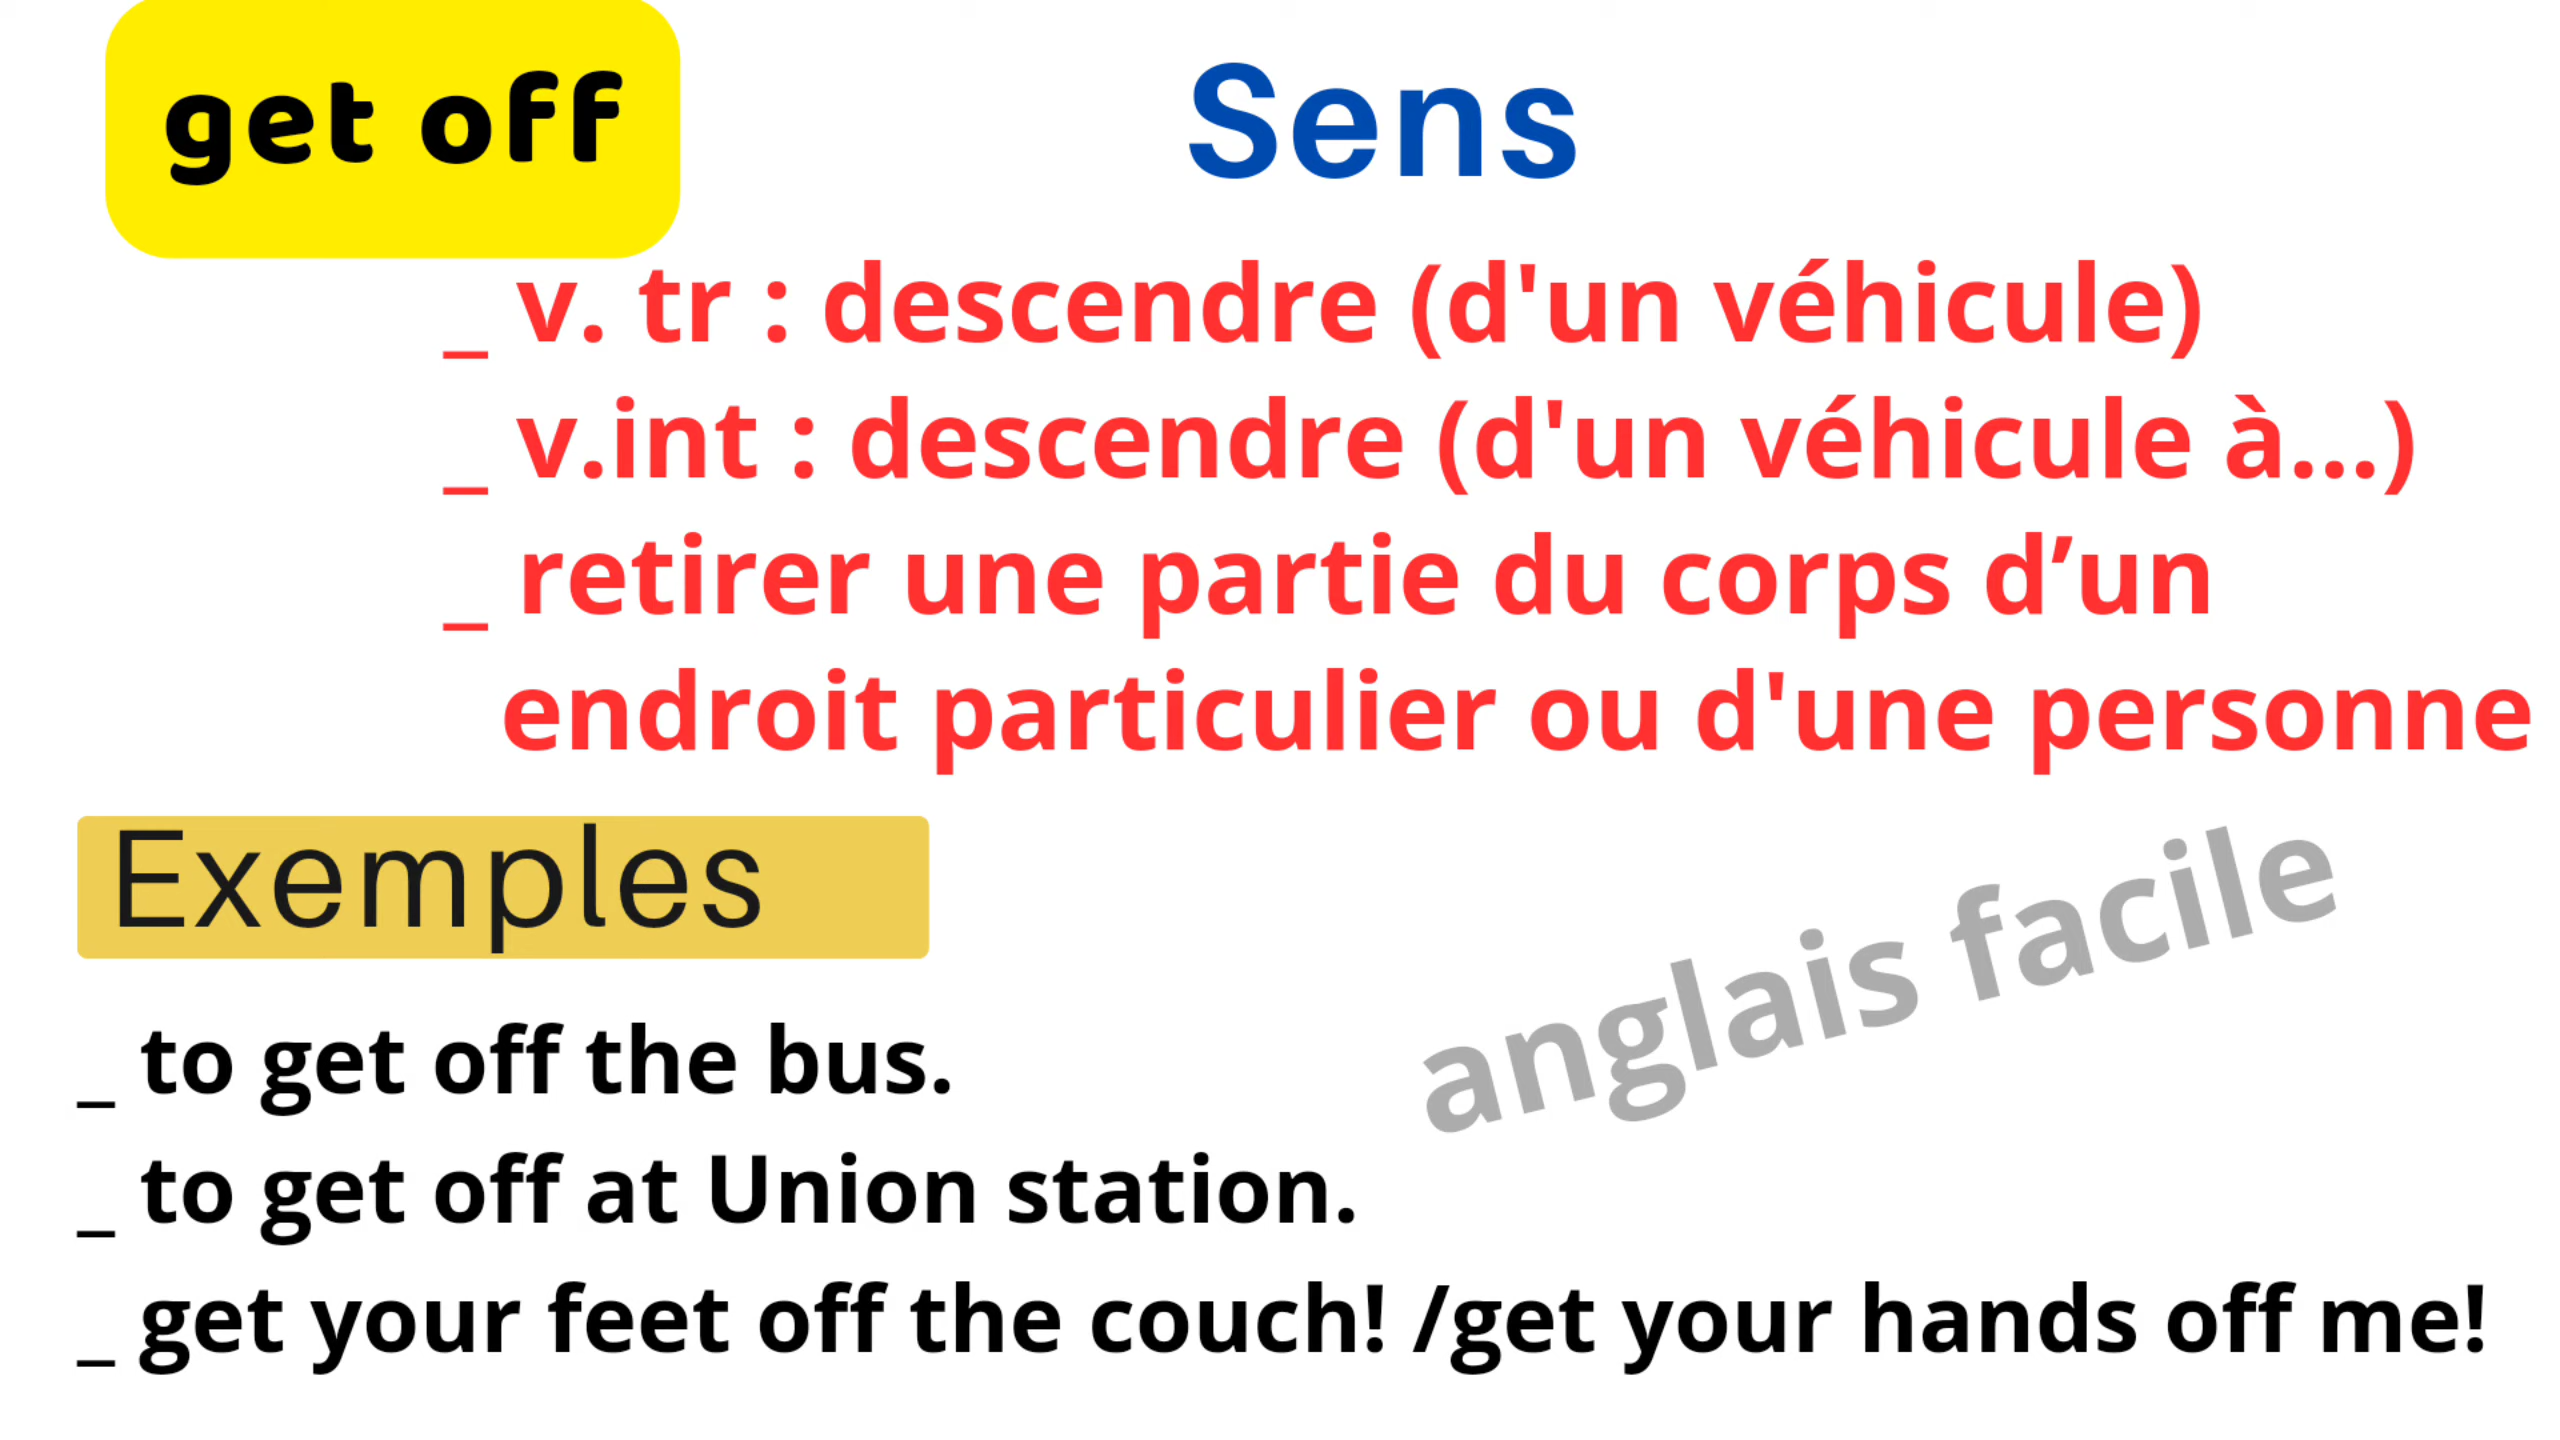 get off
Sens
_ v. tr : descendre (d'un véhicule)
_ v.int : descendre (d'un véhicule à...)
_ retirer une partie du corps d’un
endroit particulier ou d'une personne
Exemples
anglais facile
_ to get off the bus.
_ to get off at Union station.
_ get your feet off the couch! /get your hands off me!